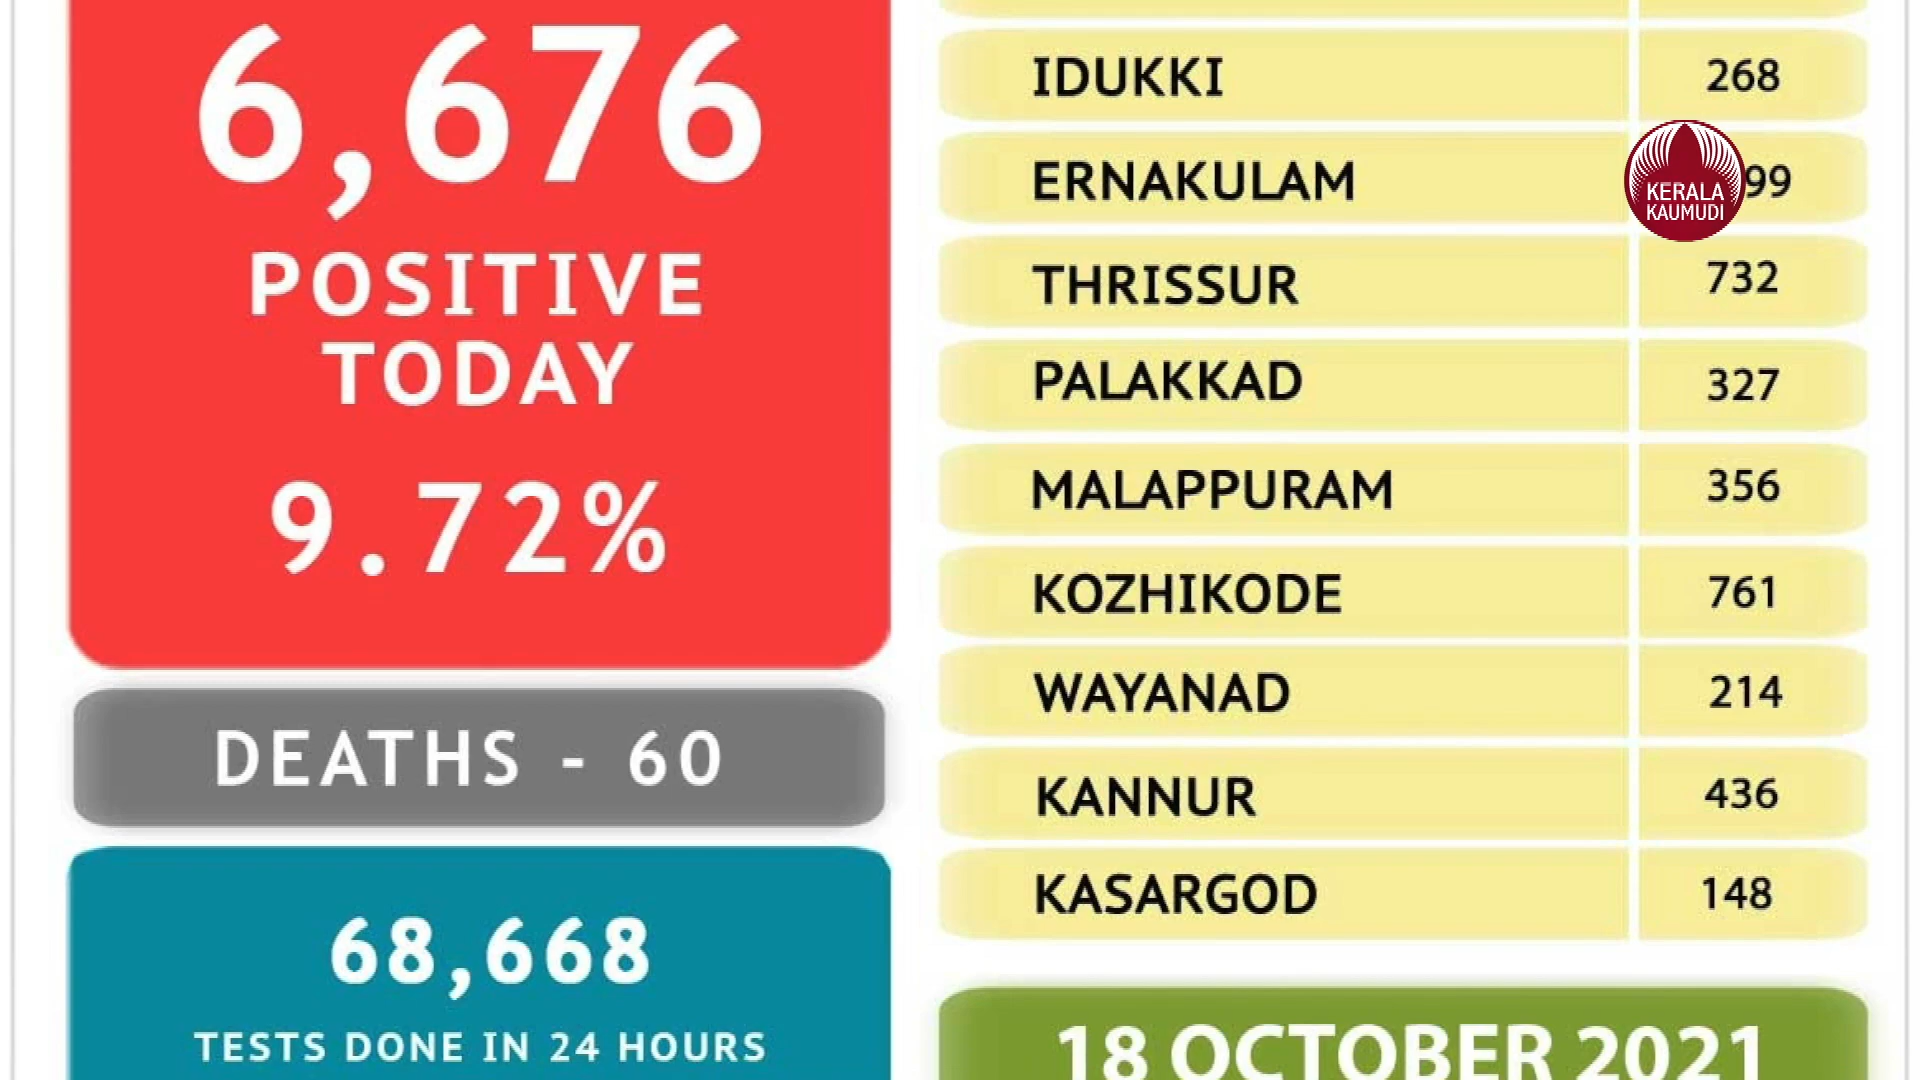 6,676
POSITIVE
TODAY
9.72%
DEATHS - 60
68,668
TESTS DONE IN 24 HOURS
IDUKKI 268
ERNAKULAM 99
KERALA
KAUMUDI
THRISSUR 732
PALAKKAD 327
MALAPPURAM 356
KOZHIKODE 761
WAYANAD 214
KANNUR 436
KASARGOD 148
18 OCTOBER 2021